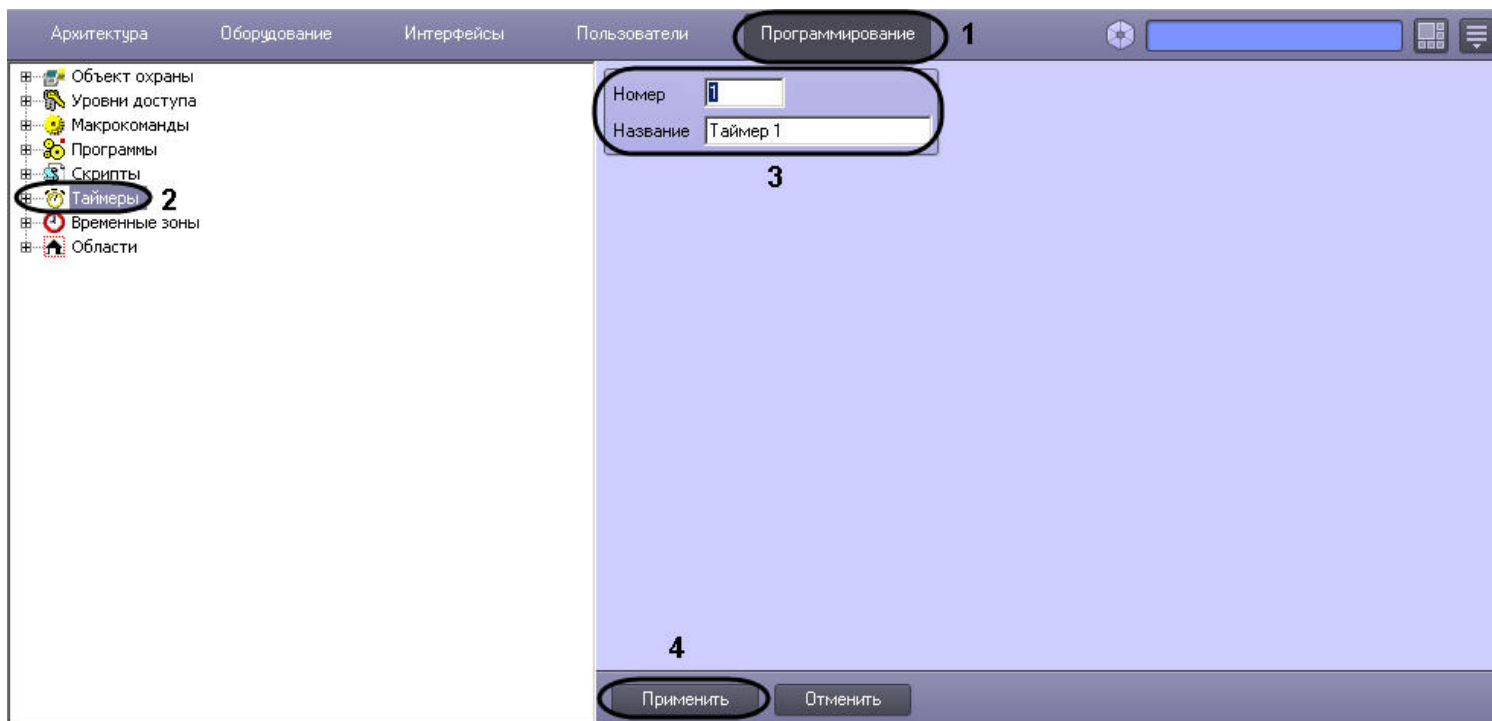 Архитектура Оборудование Интерфейсы Пользователи Программирование 1
Объект охраны
Уровни доступа
Макрокоманды
Программы
Скрипты
Таймеры 2
Временные зоны
Области
Номер 1
Название Таймер 1
3
4
Применить Отменить